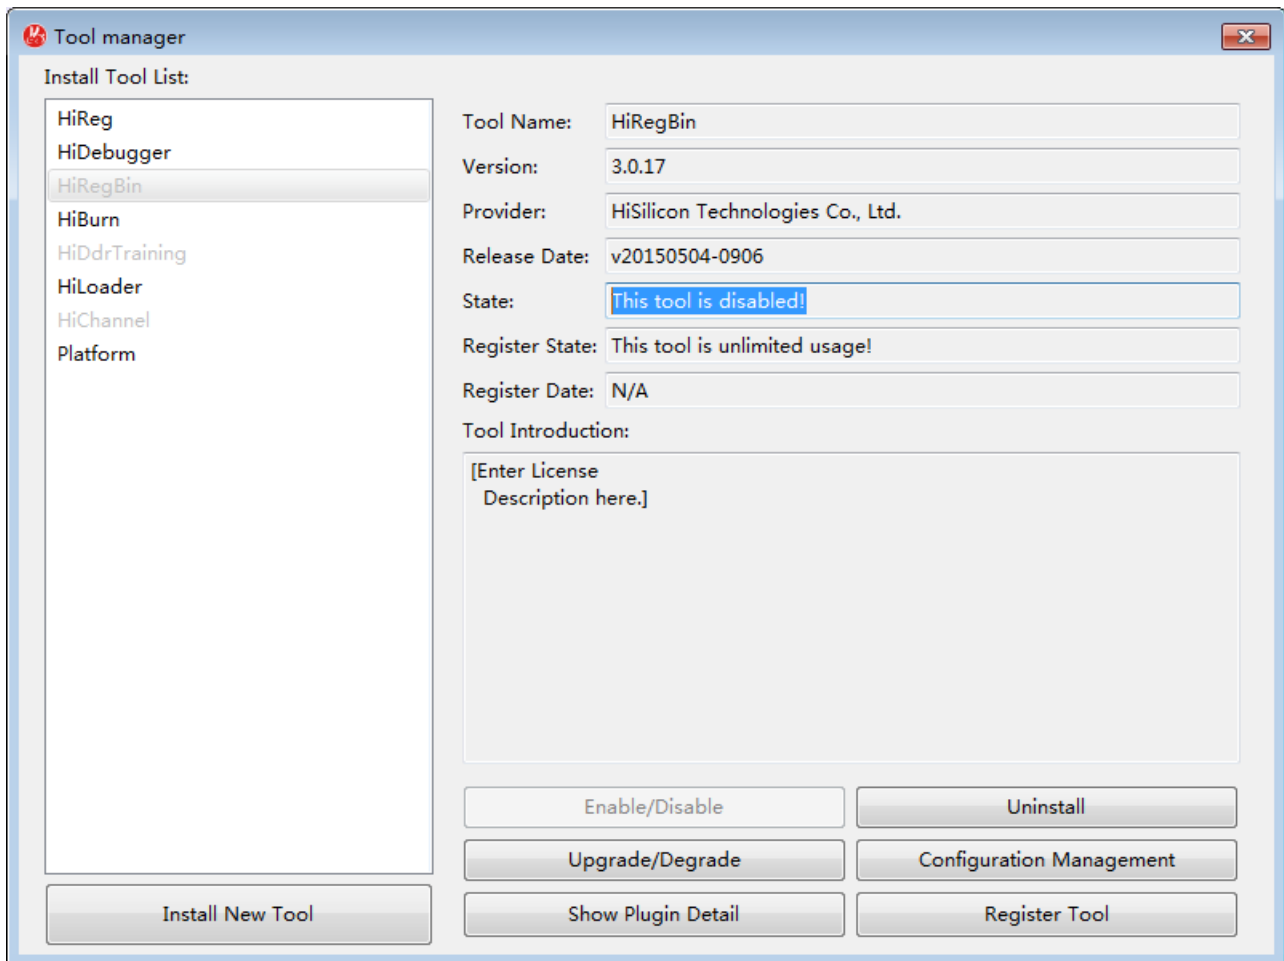 Tool manager
Install Tool List:
HiReg
HiDebugger
HiRegBin
HiBurn
HiDdrTraining
HiLoader
HiChannel
Platform
Install New Tool
Tool Name: HiRegBin
Version: 3.0.17
Provider: HiSilicon Technologies Co., Ltd.
Release Date: v20150504-0906
State: This tool is disabled!
Register State: This tool is unlimited usage!
Register Date: N/A
Tool Introduction:
[Enter License
Description here.]
Enable/Disable Uninstall
Upgrade/Degrade Configuration Management
Show Plugin Detail Register Tool